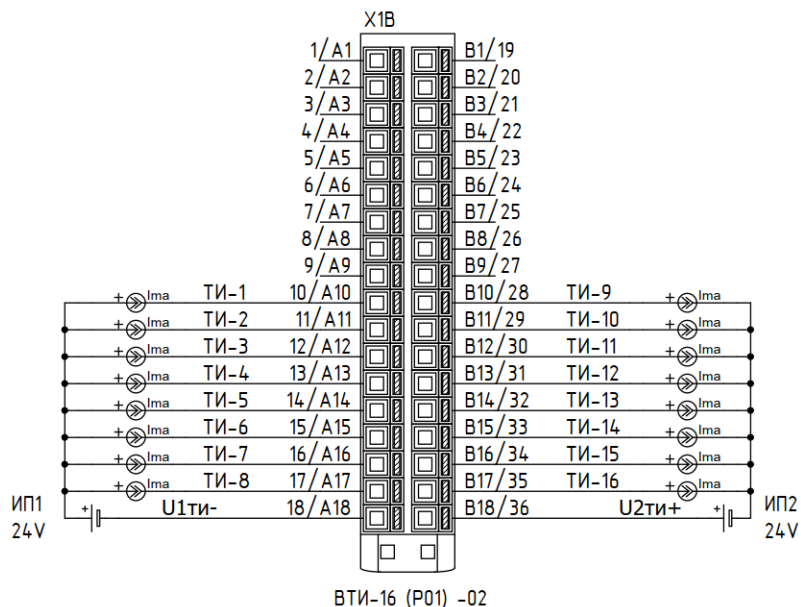 X1B
1/A1 B1/19
2/A2 B2/20
3/A3 B3/21
4/A4 B4/22
5/A5 B5/23
6/A6 B6/24
7/A7 B7/25
8/A8 B8/26
9/A9 B9/27
+ Ima ТИ-1 10/A10 B10/28 ТИ-9 + Ima
+ Ima ТИ-2 11/A11 B11/29 ТИ-10 + Ima
+ Ima ТИ-3 12/A12 B12/30 ТИ-11 + Ima
+ Ima ТИ-4 13/A13 B13/31 ТИ-12 + Ima
+ Ima ТИ-5 14/A14 B14/32 ТИ-13 + Ima
+ Ima ТИ-6 15/A15 B15/33 ТИ-14 + Ima
+ Ima ТИ-7 16/A16 B16/34 ТИ-15 + Ima
+ Ima ТИ-8 17/A17 B17/35 ТИ-16 + Ima
ИП1 + U1ти- 18/A18 B18/36 U2ти+ + ИП2
24V 24V
ВТИ-16 (Р01) -02